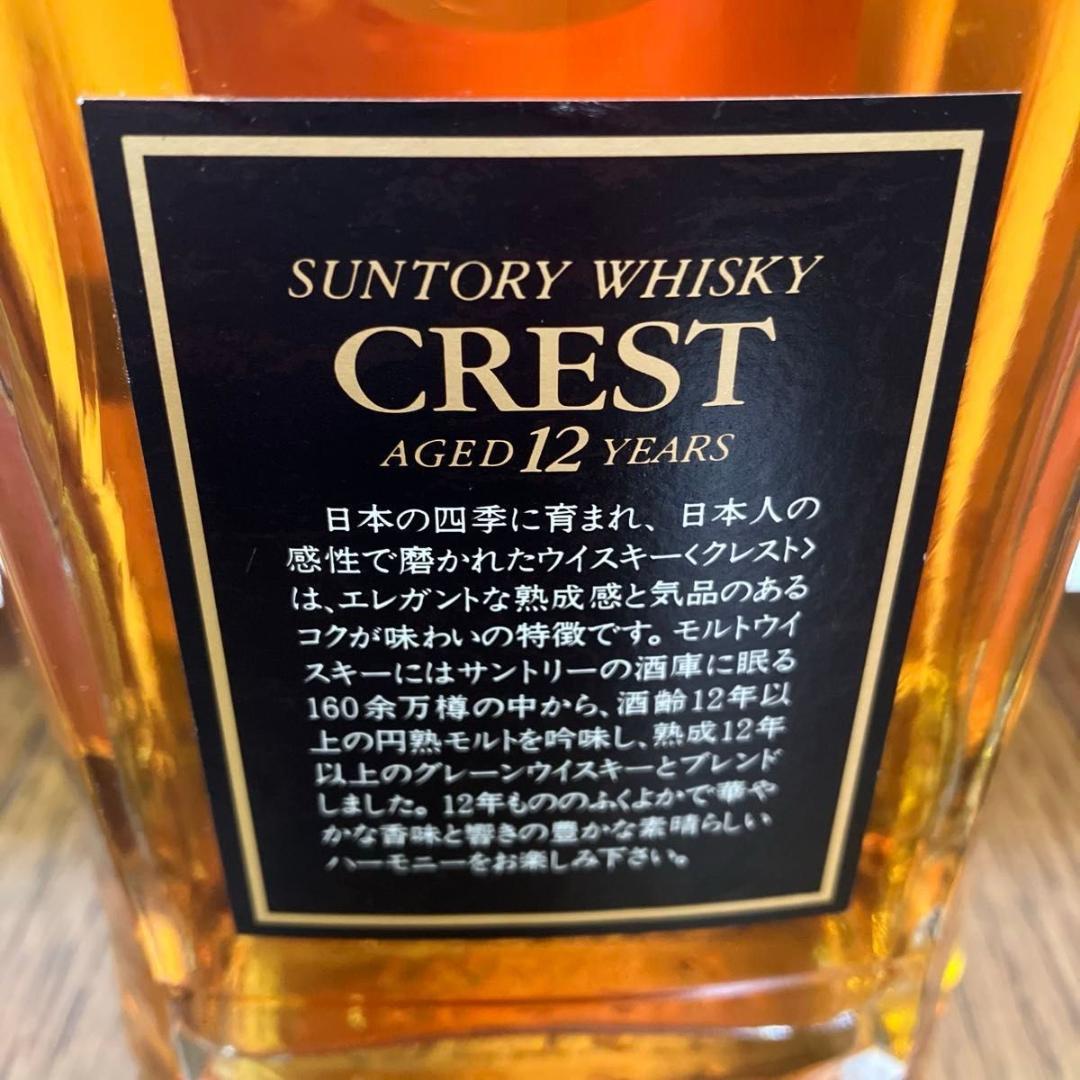 SUNTORY WHISKY
CREST
AGED 12 YEARS
日本の四季に育まれ、日本人の
感性で磨かれたウイスキー〈クレスト〉
は、エレガントな熟成感と気品のある
コクが味わいの特徴です。モルトウイ
スキーにはサントリーの酒庫に眠る
160余万樽の中から、酒齢12年以
上の円熟モルトを吟味し、熟成12年
以上のグレーンウイスキーとブレンド
しました。12年もののふくよかで華や
かな香味と響きの豊かな素晴らしい
ハーモニーをお楽しみ下さい。